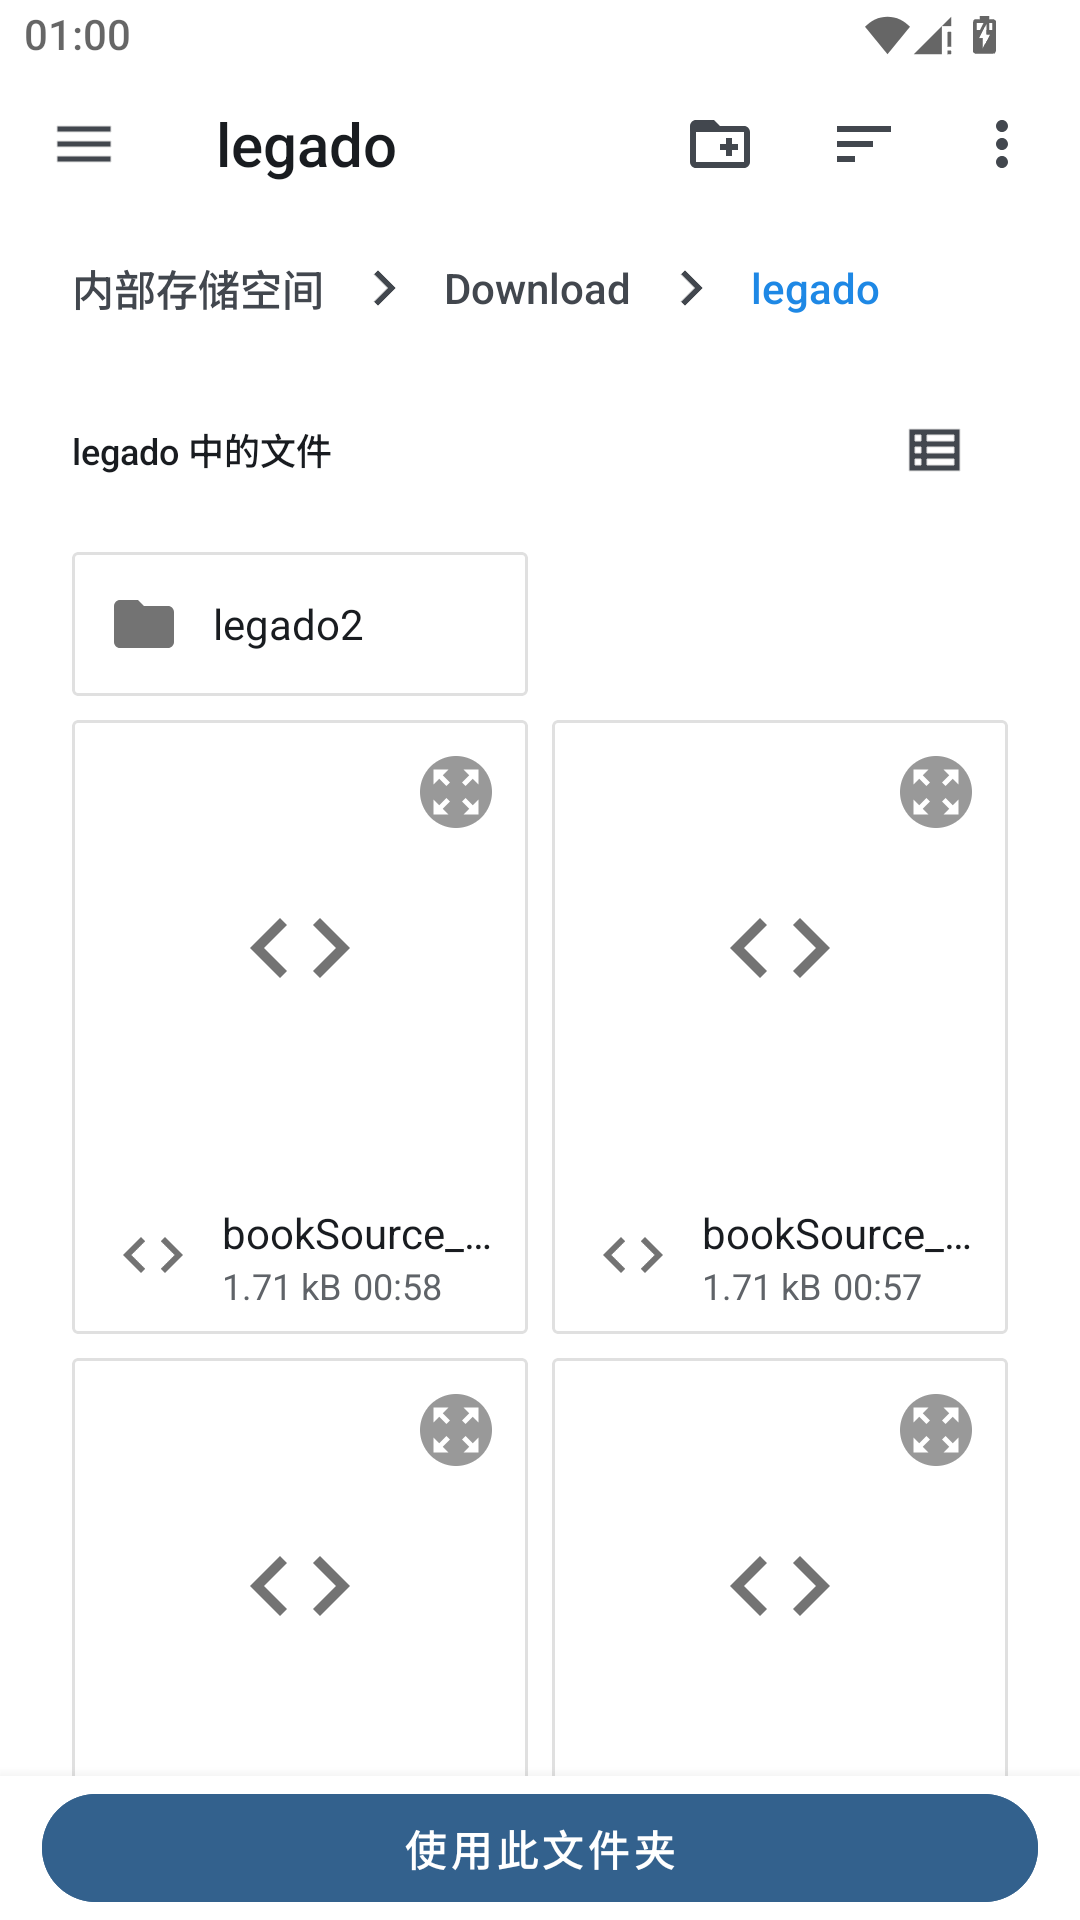 01:00
legado
内部存储空间 Download legado
legado 中的文件
legado2
bookSource_...
1.71 kB 00:58
bookSource_...
1.71 kB 00:57
使用此文件夹